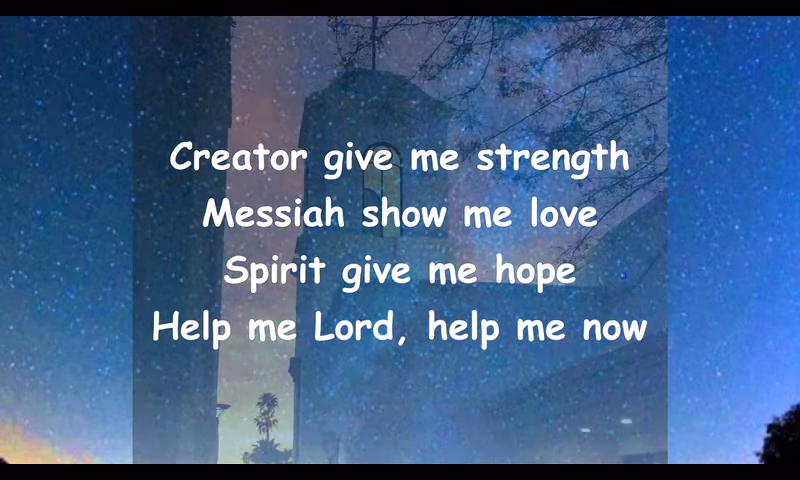 Creator give me strength
Messiah show me love
Spirit give me hope
Help me Lord, help me now